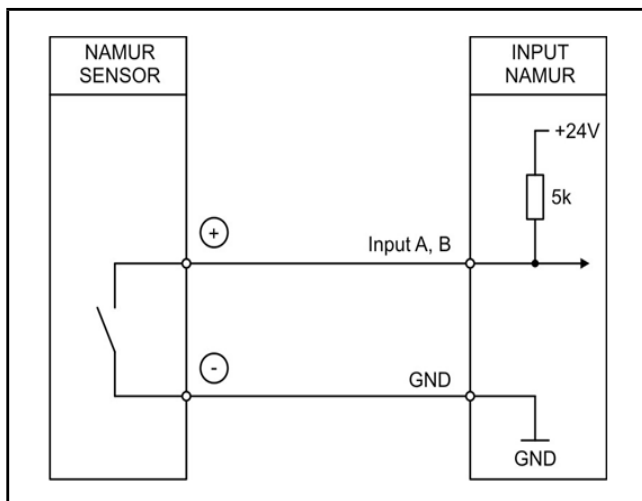 NAMUR
SENSOR
INPUT
NAMUR
+24V
5k
+
Input A, B
-
GND
GND